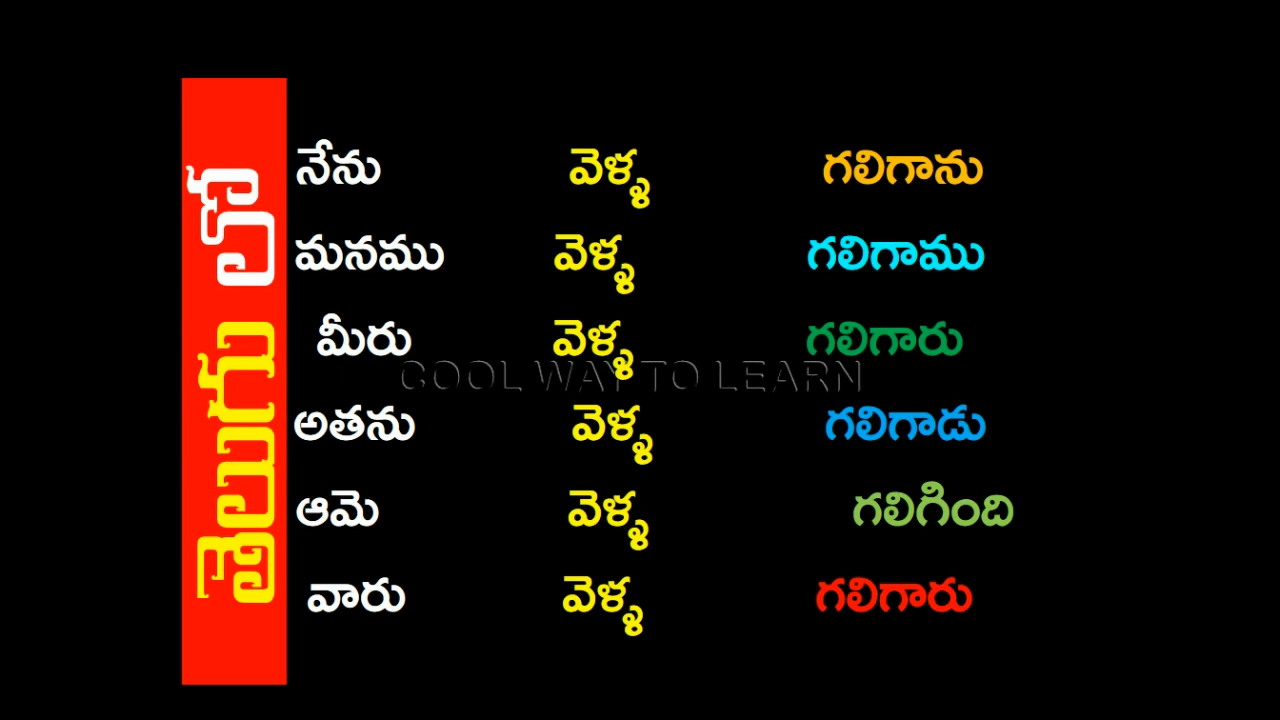 తెలుగు లో
నేను వెళ్ళ గలిగాను
మనము వెళ్ళ గలిగాము
మీరు వెళ్ళ గలిగారు
COOL WAY TO LEARN
అతను వెళ్ళ గలిగాడు
ఆమె వెళ్ళ గలిగింది
వారు వెళ్ళ గలిగారు